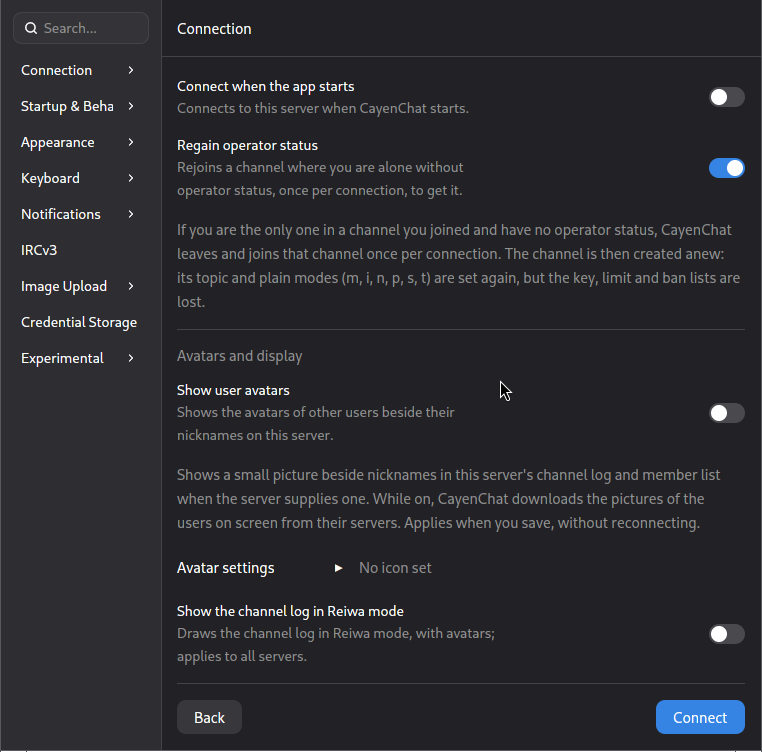 Search...
Connection
Startup & Beha
Appearance
Keyboard
Notifications
IRCv3
Image Upload
Credential Storage
Experimental
Connection
Connect when the app starts
Connects to this server when CayenChat starts.
Regain operator status
Rejoins a channel where you are alone without
operator status, once per connection, to get it.
If you are the only one in a channel you joined and have no operator status, CayenChat
leaves and joins that channel once per connection. The channel is then created anew:
its topic and plain modes (m, i, n, p, s, t) are set again, but the key, limit and ban lists are
lost.
Avatars and display
Show user avatars
Shows the avatars of other users beside their
nicknames on this server.
Shows a small picture beside nicknames in this server's channel log and member list
when the server supplies one. While on, CayenChat downloads the pictures of the
users on screen from their servers. Applies when you save, without reconnecting.
Avatar settings ▶ No icon set
Show the channel log in Reiwa mode
Draws the channel log in Reiwa mode, with avatars;
applies to all servers.
Back
Connect